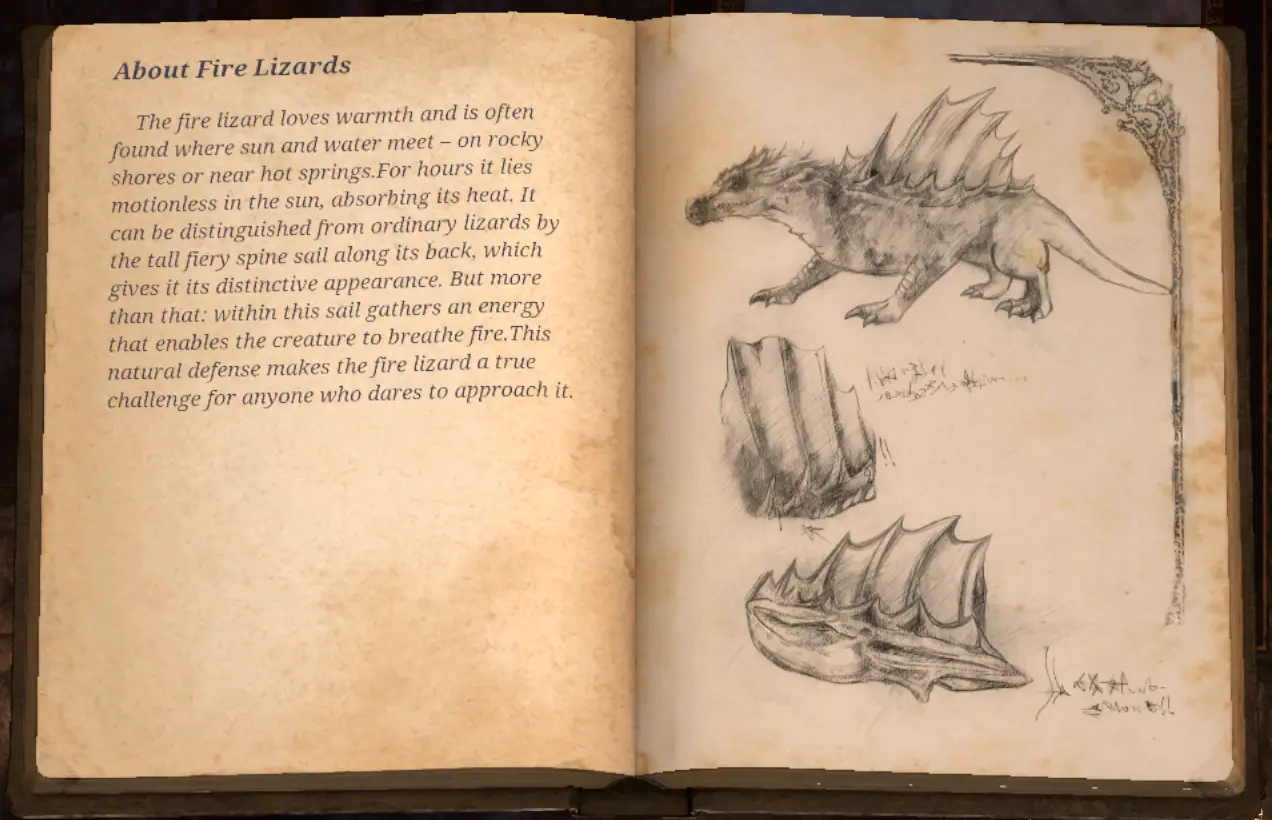 About Fire Lizards
The fire lizard loves warmth and is often
found where sun and water meet – on rocky
shores or near hot springs.For hours it lies
motionless in the sun, absorbing its heat. It
can be distinguished from ordinary lizards by
the tall fiery spine sail along its back, which
gives it its distinctive appearance. But more
than that: within this sail gathers an energy
that enables the creature to breathe fire.This
natural defense makes the fire lizard a true
challenge for anyone who dares to approach it.